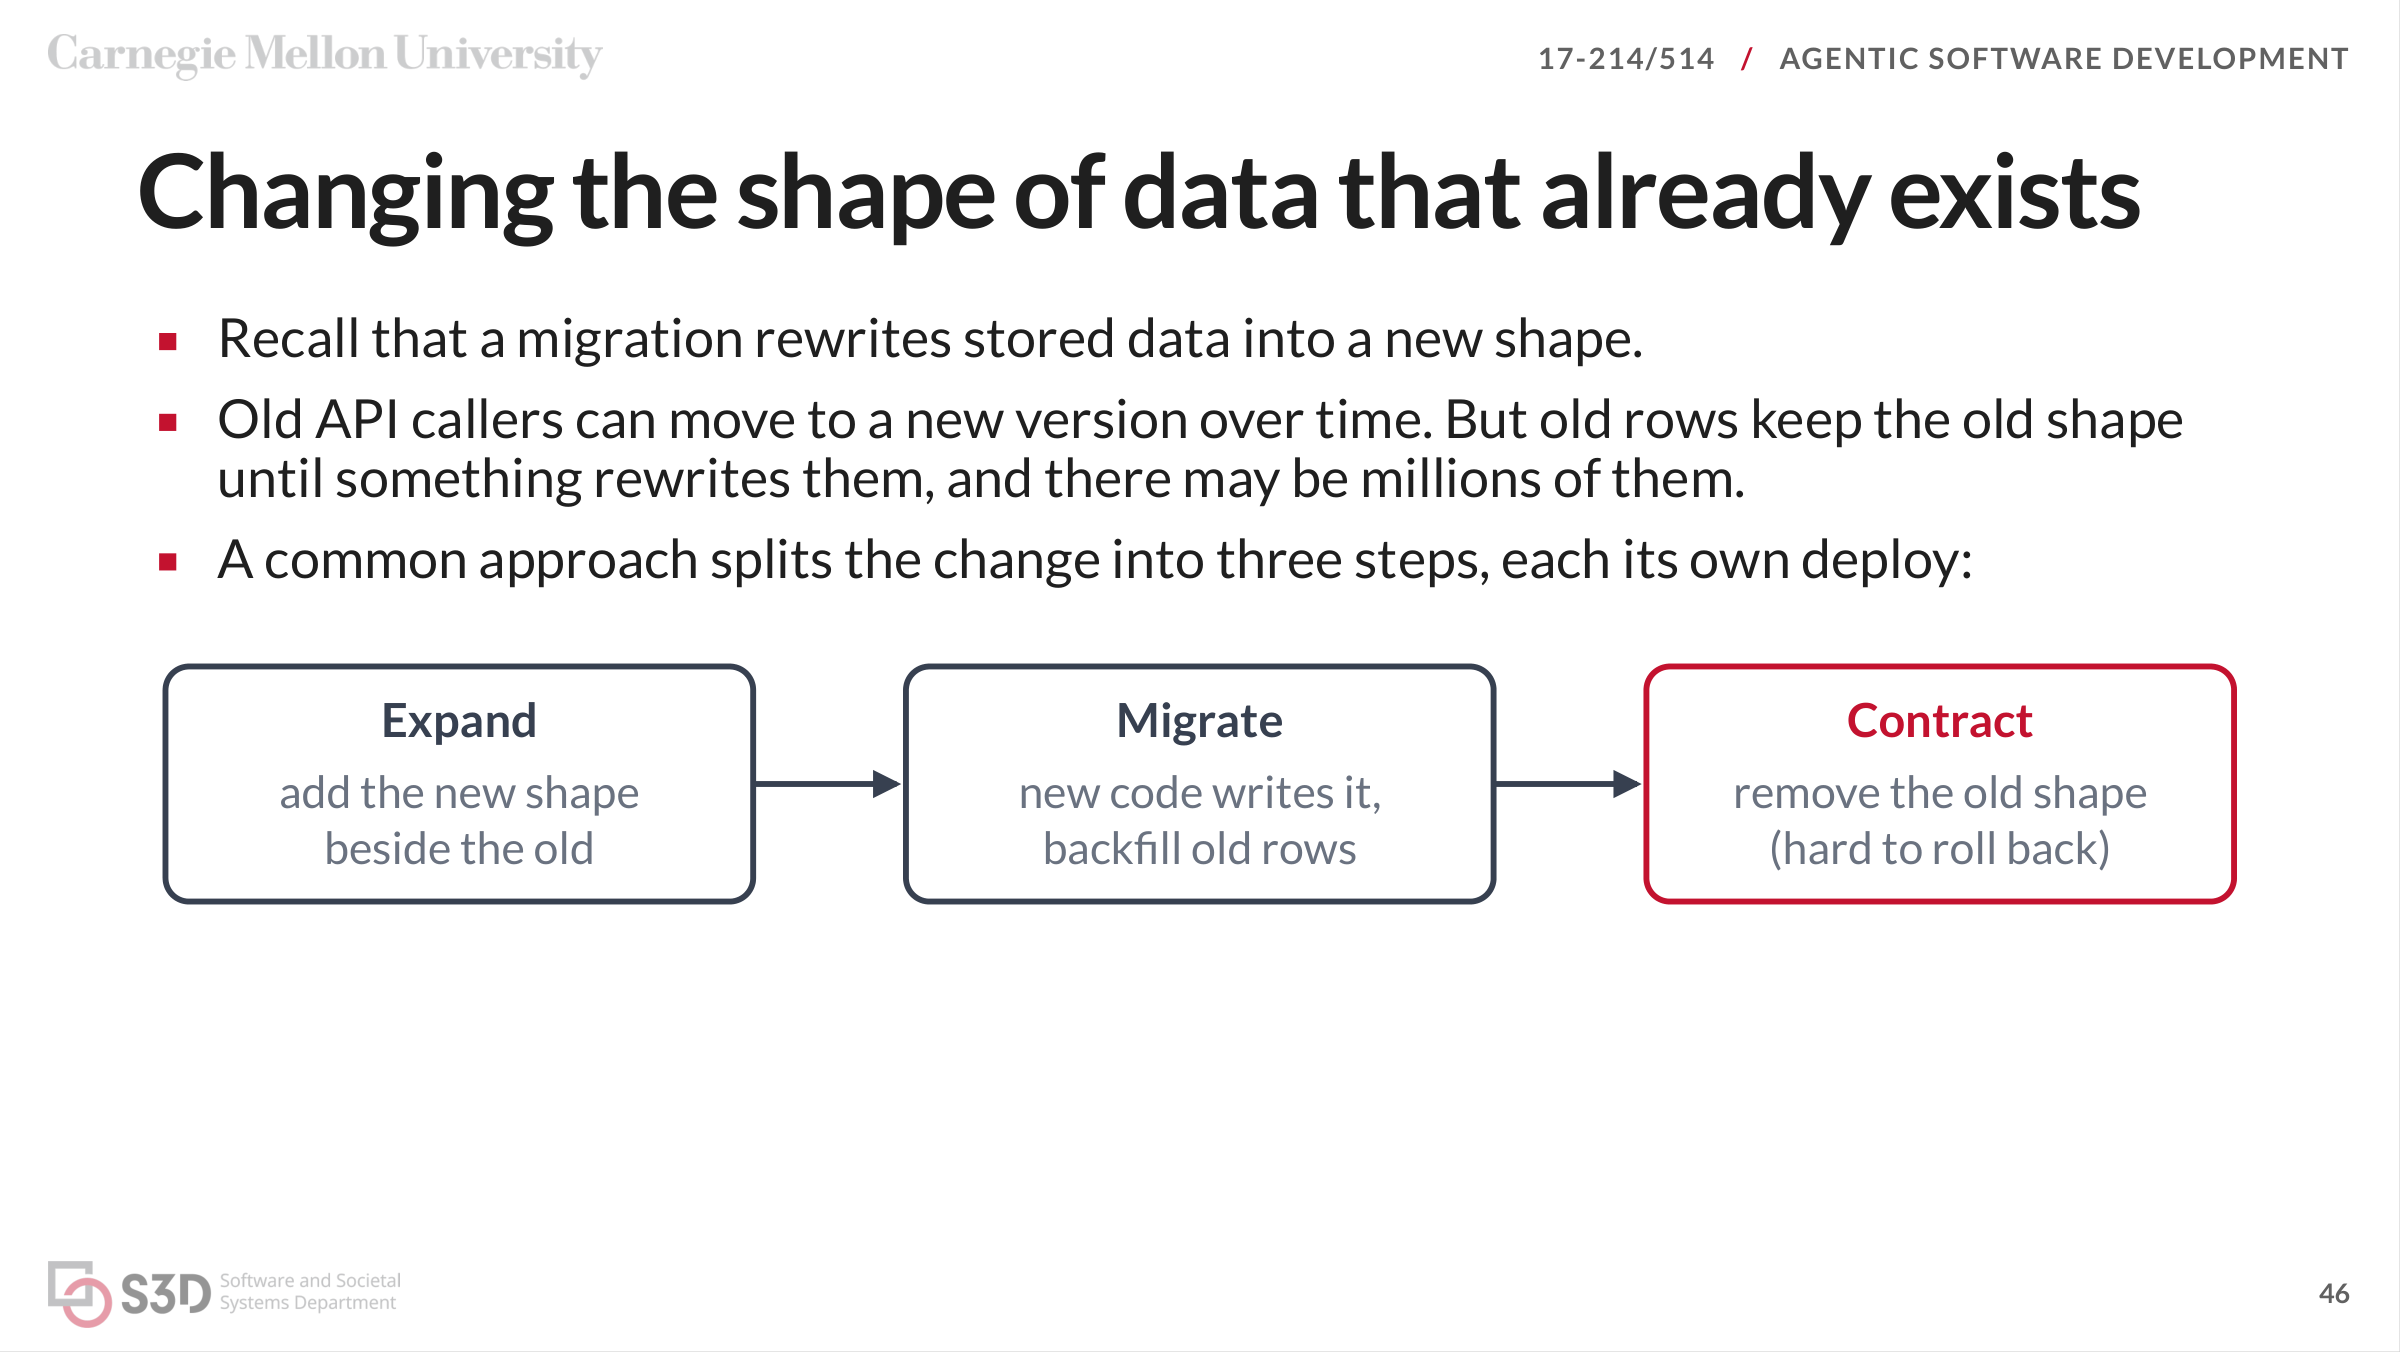 Carnegie Mellon University
17-214/514 / AGENTIC SOFTWARE DEVELOPMENT
Changing the shape of data that already exists
▪ Recall that a migration rewrites stored data into a new shape.
▪ Old API callers can move to a new version over time. But old rows keep the old shape
until something rewrites them, and there may be millions of them.
▪ A common approach splits the change into three steps, each its own deploy:
Expand
add the new shape
beside the old
Migrate
new code writes it,
backfill old rows
Contract
remove the old shape
(hard to roll back)
S3D
Software and Societal
Systems Department
46